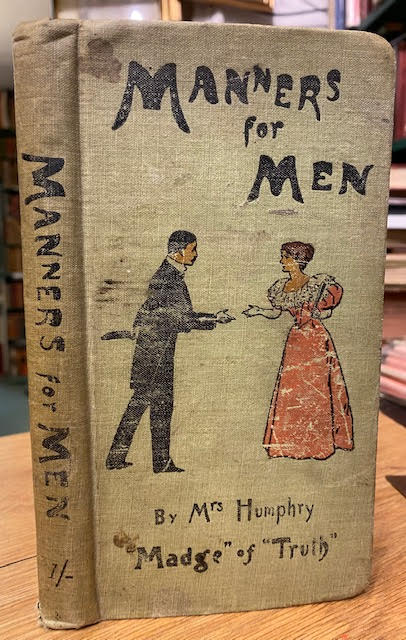 MANNERS
for
MEN
By Mrs Humphry
"Madge" of "Truth"
MANNERS for MEN
1/-